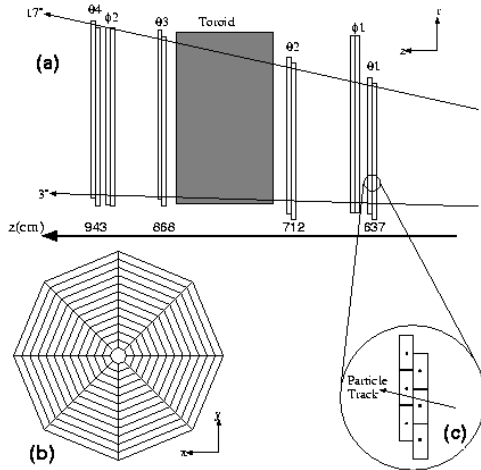 17°
θ4
ϕ2
θ3
Toroid
θ2
ϕ1
θ1
r
z
(a)
3°
z(cm)
943
868
712
637
(b)
y
x
Particle
Track
(c)